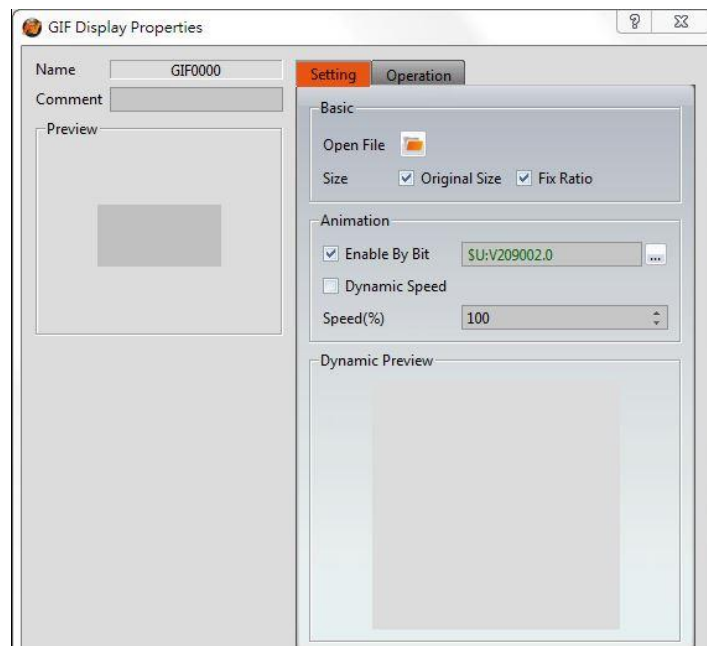 GIF Display Properties
Name GIF0000
Comment
Preview
Setting Operation
Basic
Open File
Size Original Size Fix Ratio
Animation
Enable By Bit $U:V209002.0 ...
Dynamic Speed
Speed(%) 100
Dynamic Preview